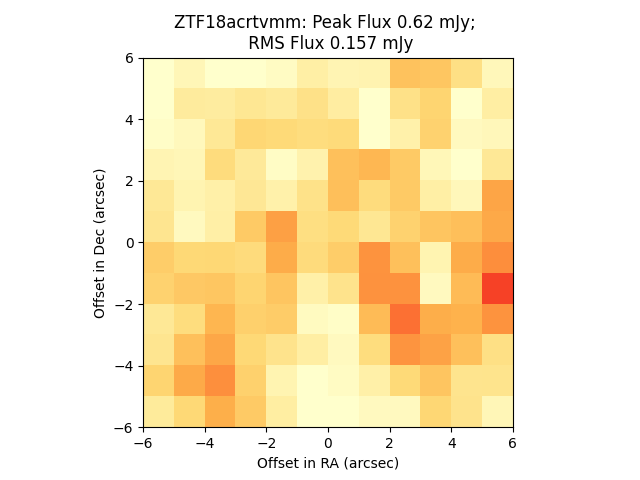 ZTF18acrtvmm: Peak Flux 0.62 mJy;
RMS Flux 0.157 mJy
6
4
2
0
−2
−4
−6
Offset in Dec (arcsec)
−6 −4 −2 0 2 4 6
Offset in RA (arcsec)